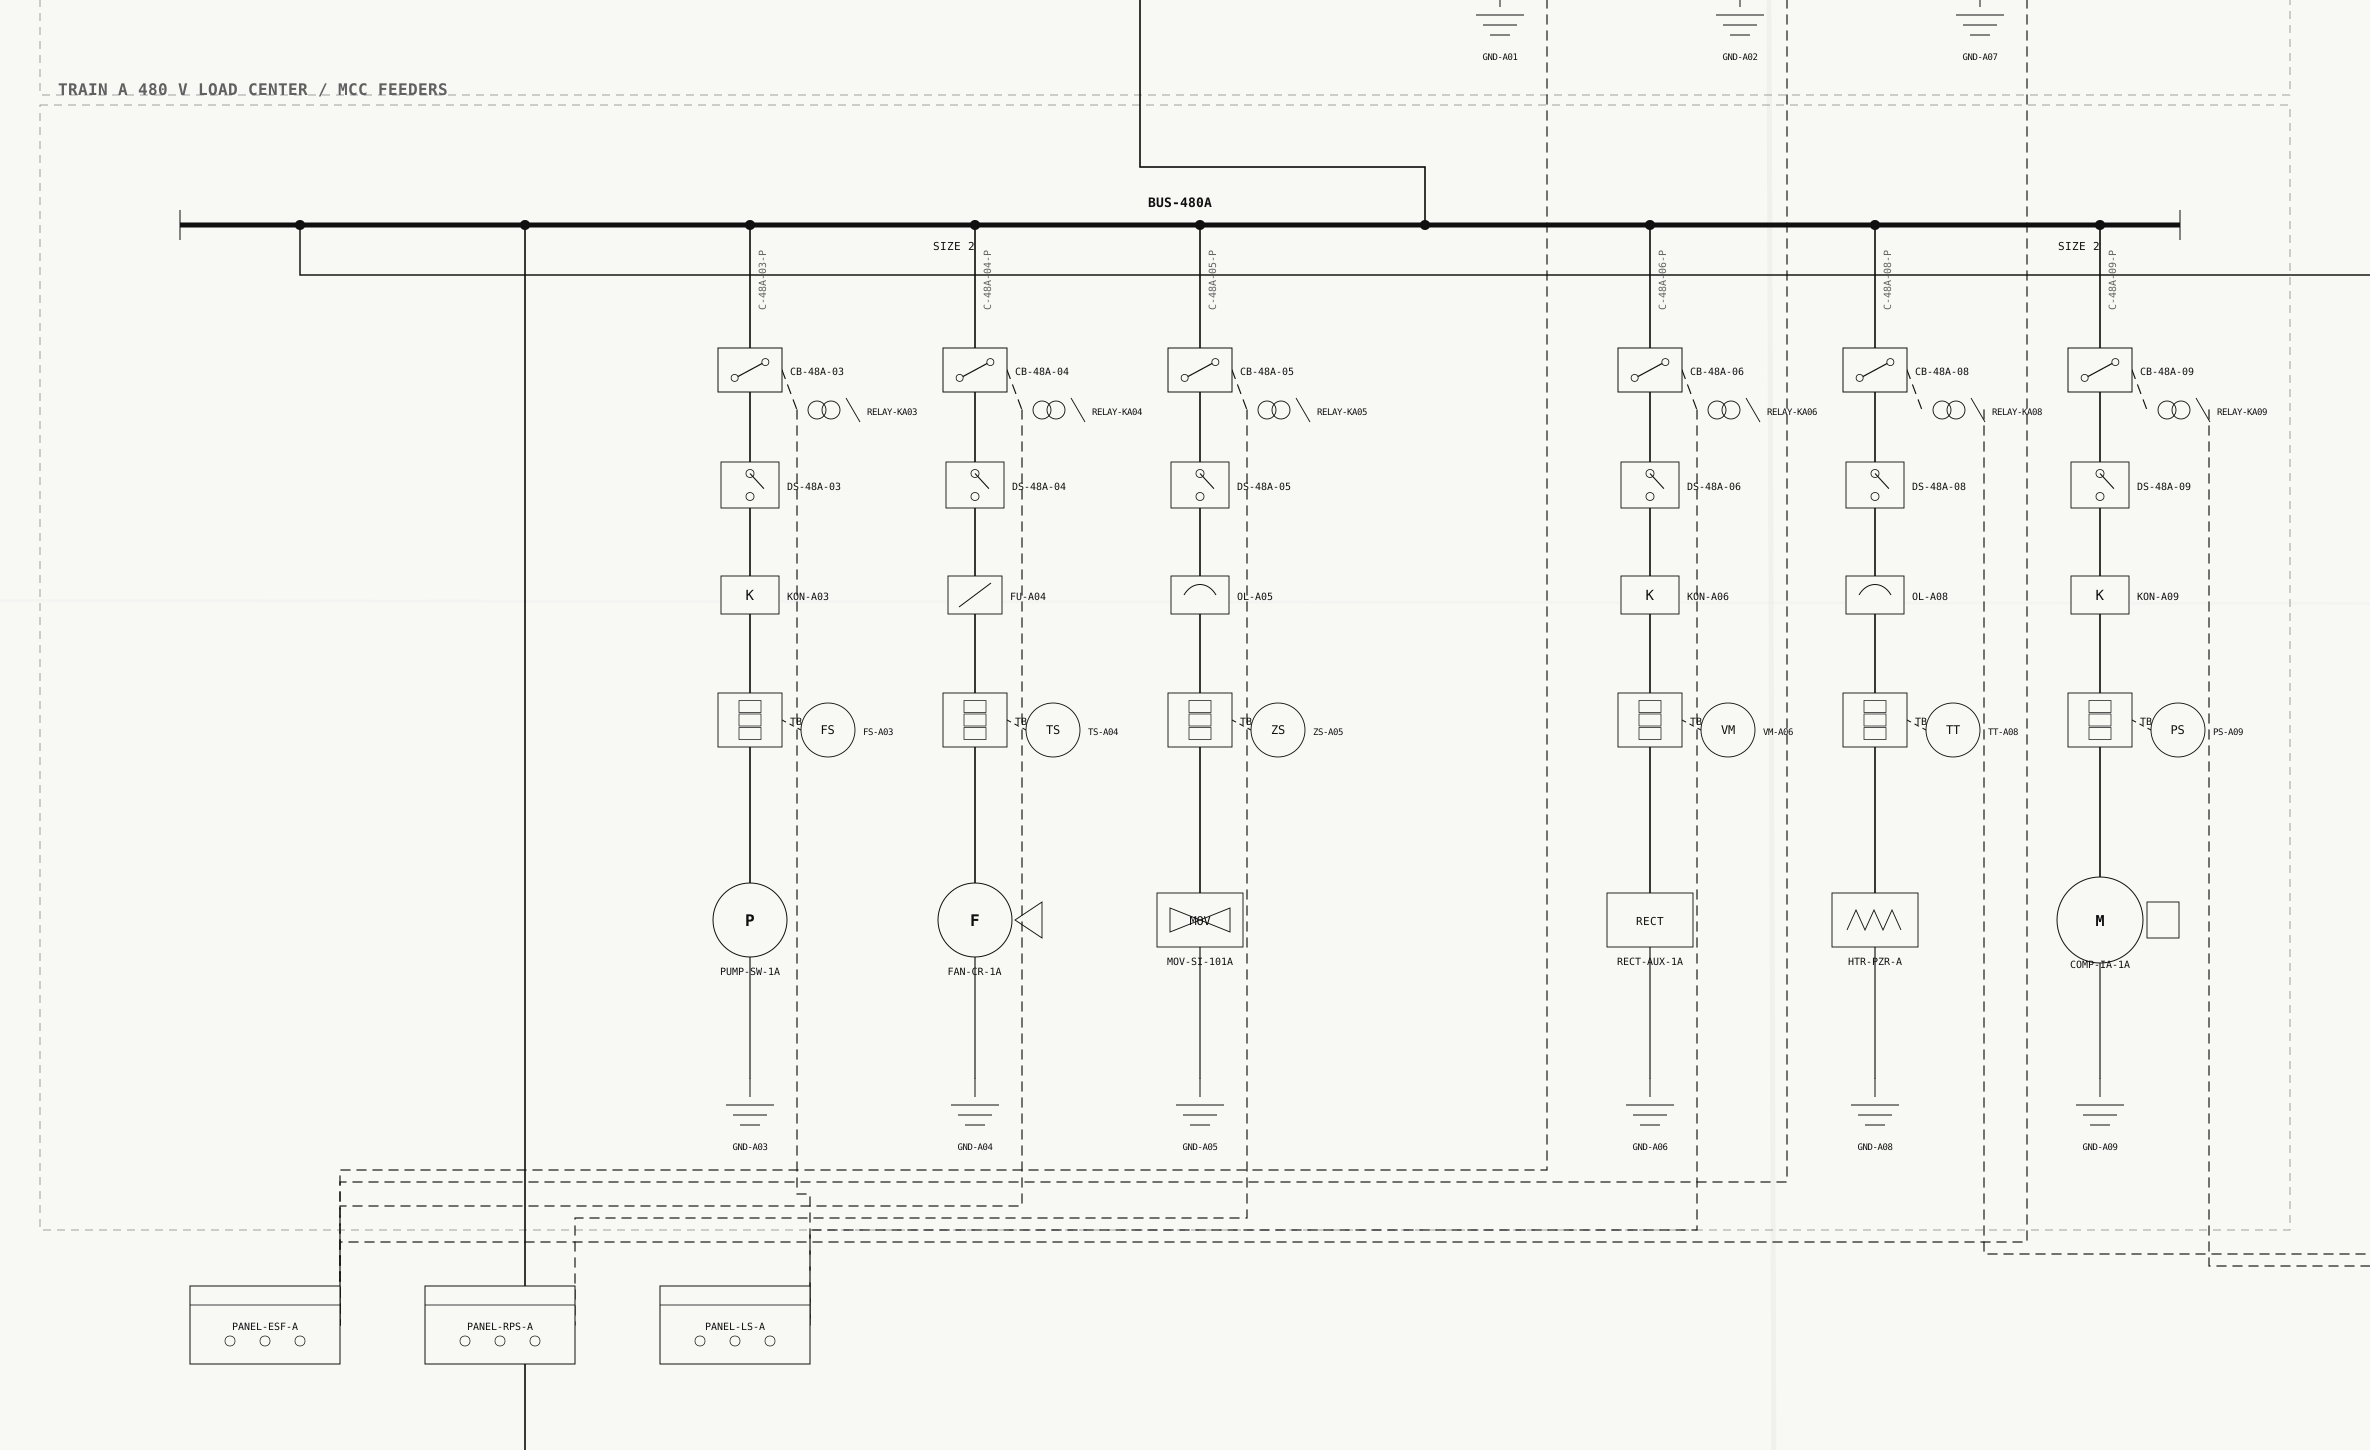 GND-A01
GND-A02
GND-A07
TRAIN A 480 V LOAD CENTER / MCC FEEDERS
BUS-480A
SIZE 2
SIZE 2
C-48A-03-P
C-48A-04-P
C-48A-05-P
C-48A-06-P
C-48A-08-P
C-48A-09-P
CB-48A-03
CB-48A-04
CB-48A-05
CB-48A-06
CB-48A-08
CB-48A-09
RELAY-KA03
RELAY-KA04
RELAY-KA05
RELAY-KA06
RELAY-KA08
RELAY-KA09
DS-48A-03
DS-48A-04
DS-48A-05
DS-48A-06
DS-48A-08
DS-48A-09
K
KON-A03
FU-A04
OL-A05
K
KON-A06
OL-A08
K
KON-A09
TB
FS
FS-A03
TB
TS
TS-A04
TB
ZS
ZS-A05
TB
VM
VM-A06
TB
TT
TT-A08
TB
PS
PS-A09
P
F
MOV
RECT
M
PUMP-SW-1A
FAN-CR-1A
MOV-SI-101A
RECT-AUX-1A
HTR-PZR-A
COMP-IA-1A
GND-A03
GND-A04
GND-A05
GND-A06
GND-A08
GND-A09
PANEL-ESF-A
PANEL-RPS-A
PANEL-LS-A